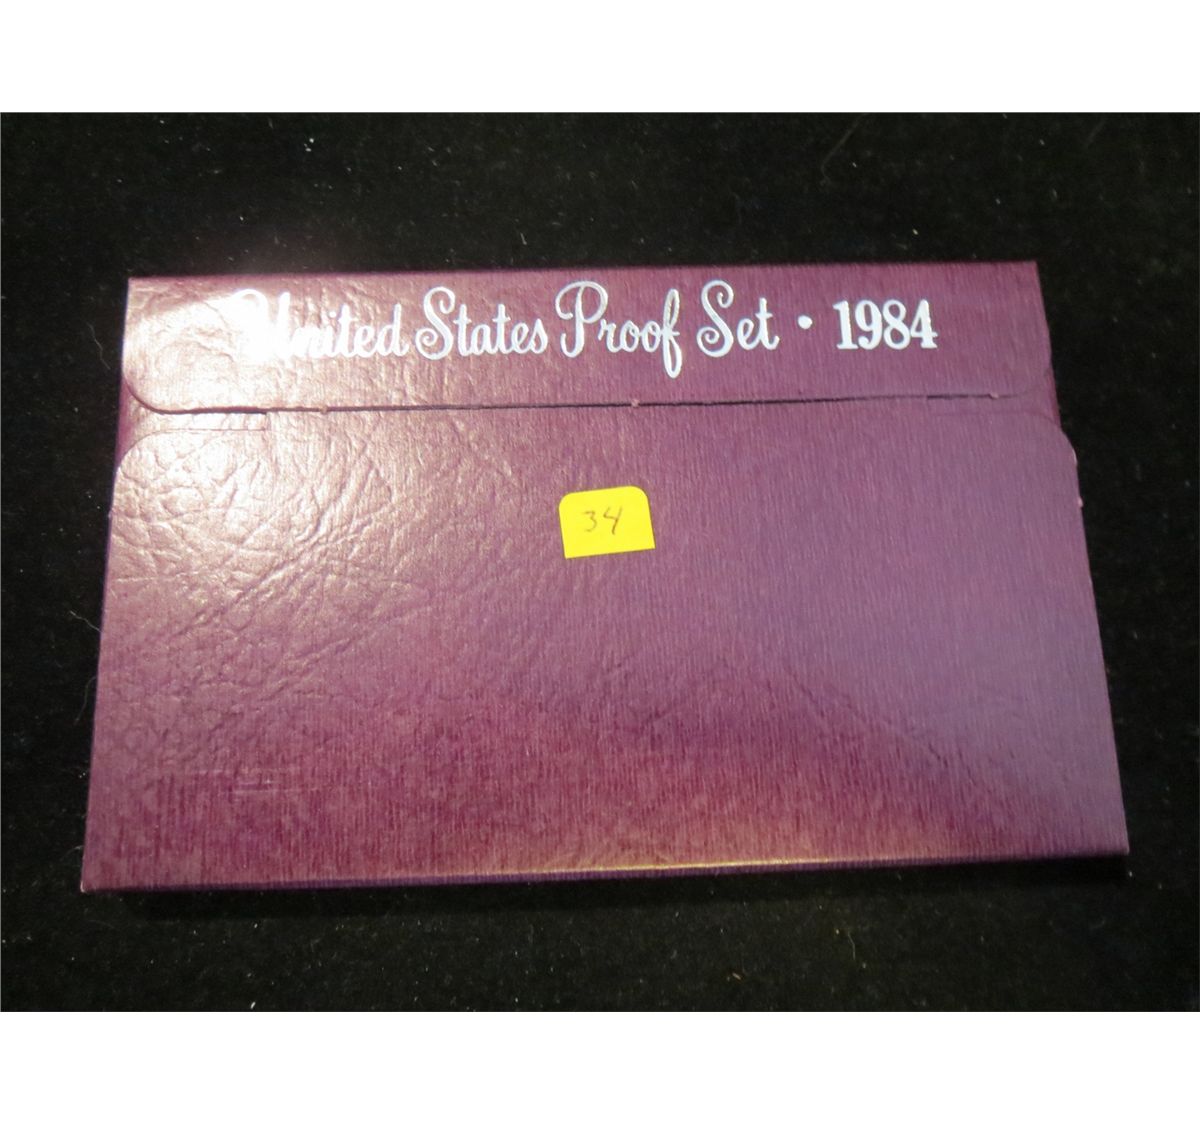 United States Proof Set • 1984
34